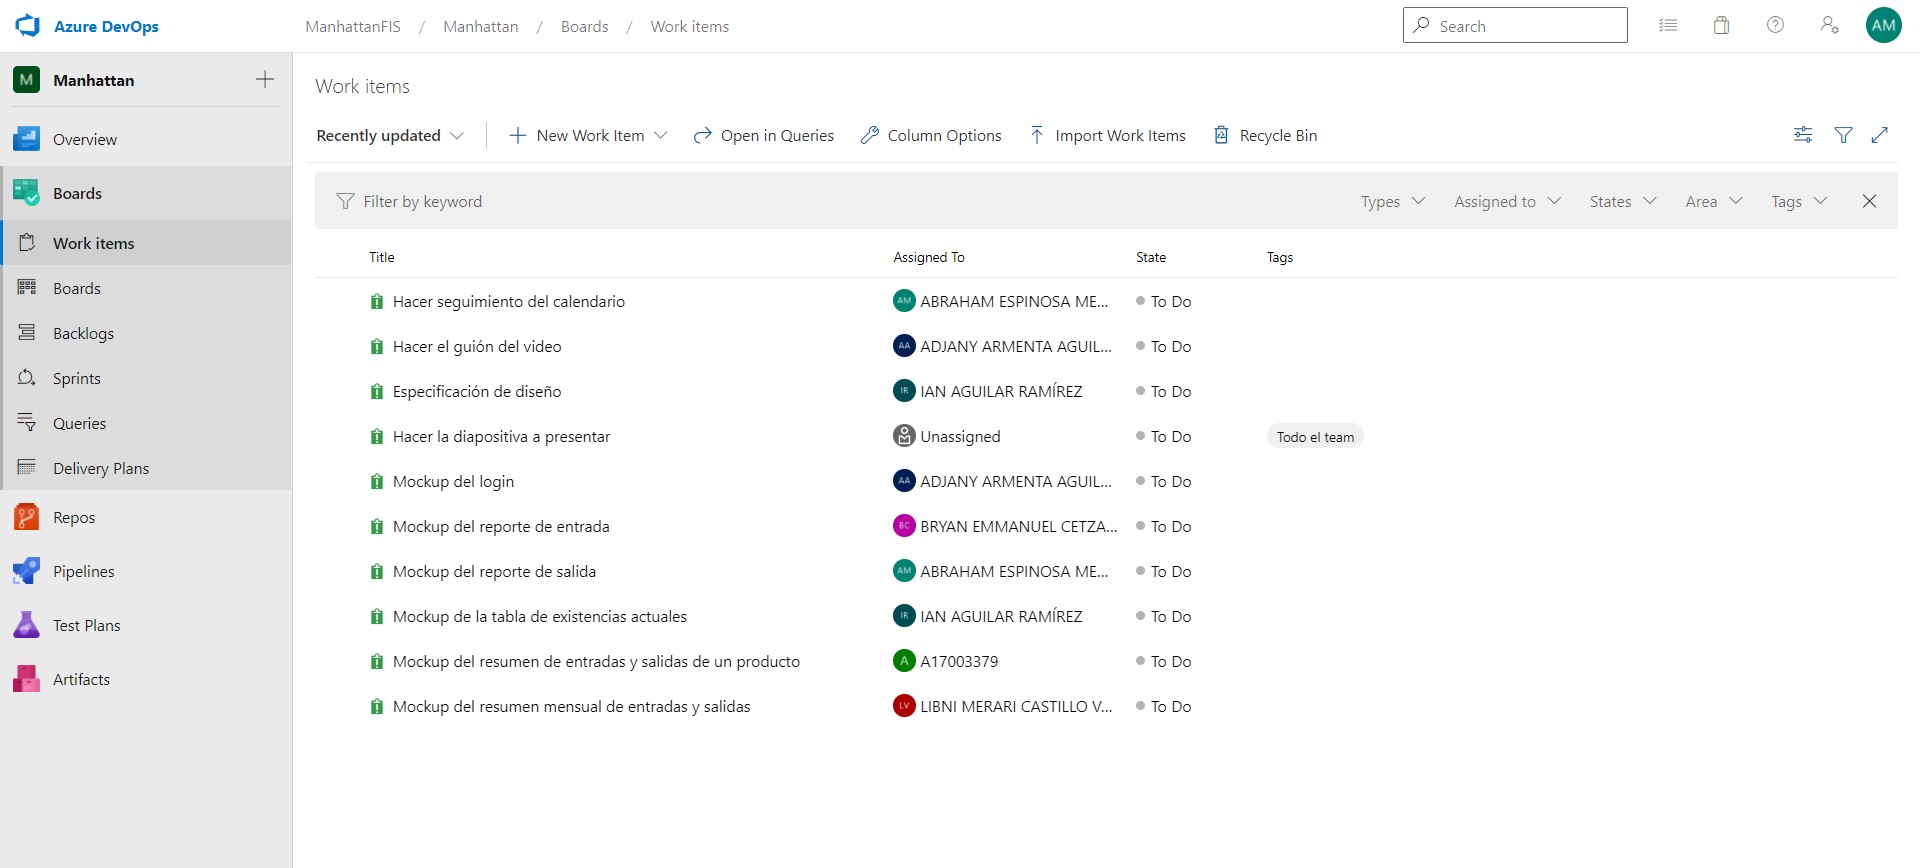 Azure DevOps
ManhattanFIS / Manhattan / Boards / Work items
Search
AM
M Manhattan
Overview
Boards
Work items
Boards
Backlogs
Sprints
Queries
Delivery Plans
Repos
Pipelines
Test Plans
Artifacts
Work items
Recently updated New Work Item Open in Queries Column Options Import Work Items Recycle Bin
Filter by keyword Types Assigned to States Area Tags
Title Assigned To State Tags
Hacer seguimiento del calendario AM ABRAHAM ESPINOSA ME... To Do
Hacer el guión del video AA ADJANY ARMENTA AGUIL... To Do
Especificación de diseño IR IAN AGUILAR RAMÍREZ To Do
Hacer la diapositiva a presentar Unassigned To Do Todo el team
Mockup del login AA ADJANY ARMENTA AGUIL... To Do
Mockup del reporte de entrada BC BRYAN EMMANUEL CETZA... To Do
Mockup del reporte de salida AM ABRAHAM ESPINOSA ME... To Do
Mockup de la tabla de existencias actuales IR IAN AGUILAR RAMÍREZ To Do
Mockup del resumen de entradas y salidas de un producto A A17003379 To Do
Mockup del resumen mensual de entradas y salidas LV LIBNI MERARI CASTILLO V... To Do